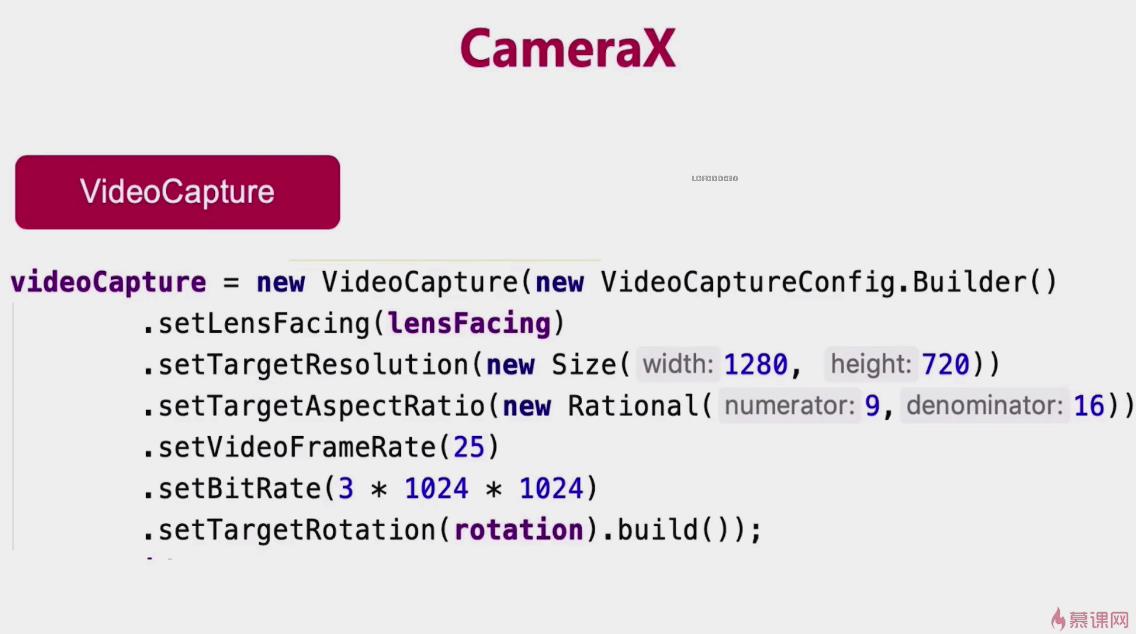 CameraX
VideoCapture
videoCapture = new VideoCapture(new VideoCaptureConfig.Builder()
.setLensFacing(lensFacing)
.setTargetResolution(new Size( width: 1280, height: 720))
.setTargetAspectRatio(new Rational( numerator: 9, denominator: 16))
.setVideoFrameRate(25)
.setBitRate(3 * 1024 * 1024)
.setTargetRotation(rotation).build());
慕课网